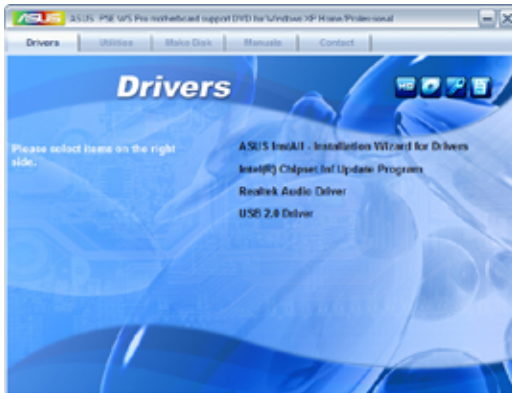 ASUS ASUS P5E WS Pro motherboard support DVD for Windows XP Home/Professional
Drivers Utilities Make Disk Manuals Contact
Drivers
Please select items on the right
side.
ASUS InstAll - Installation Wizard for Drivers
Intel(R) Chipset Inf Update Program
Realtek Audio Driver
USB 2.0 Driver